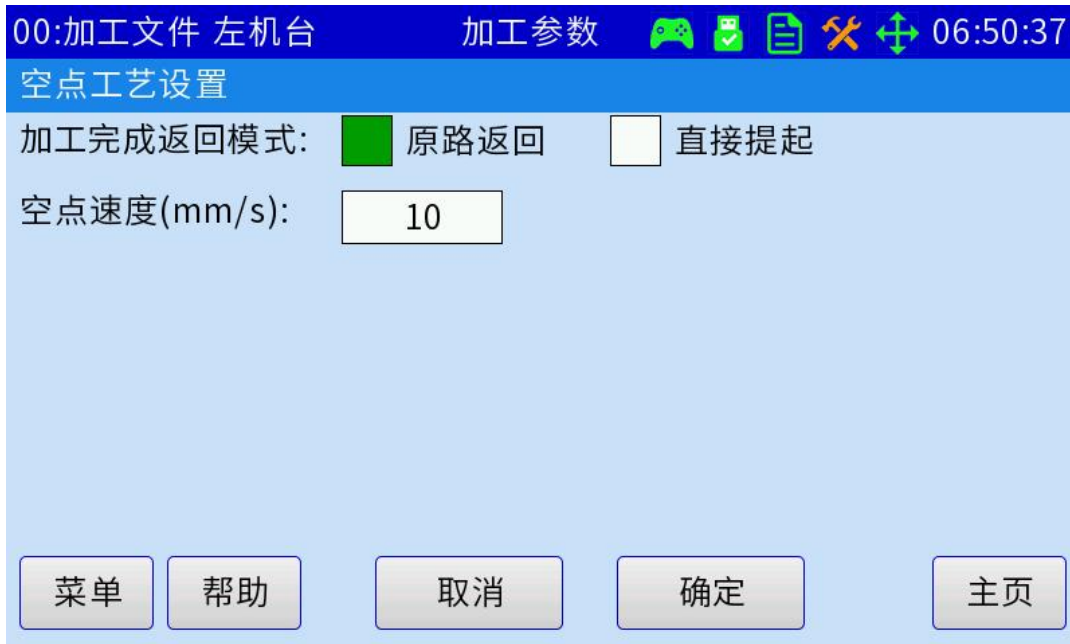 00:加工文件 左机台 加工参数 06:50:37
空点工艺设置
加工完成返回模式: 原路返回 直接提起
空点速度(mm/s): 10
菜单 帮助 取消 确定 主页